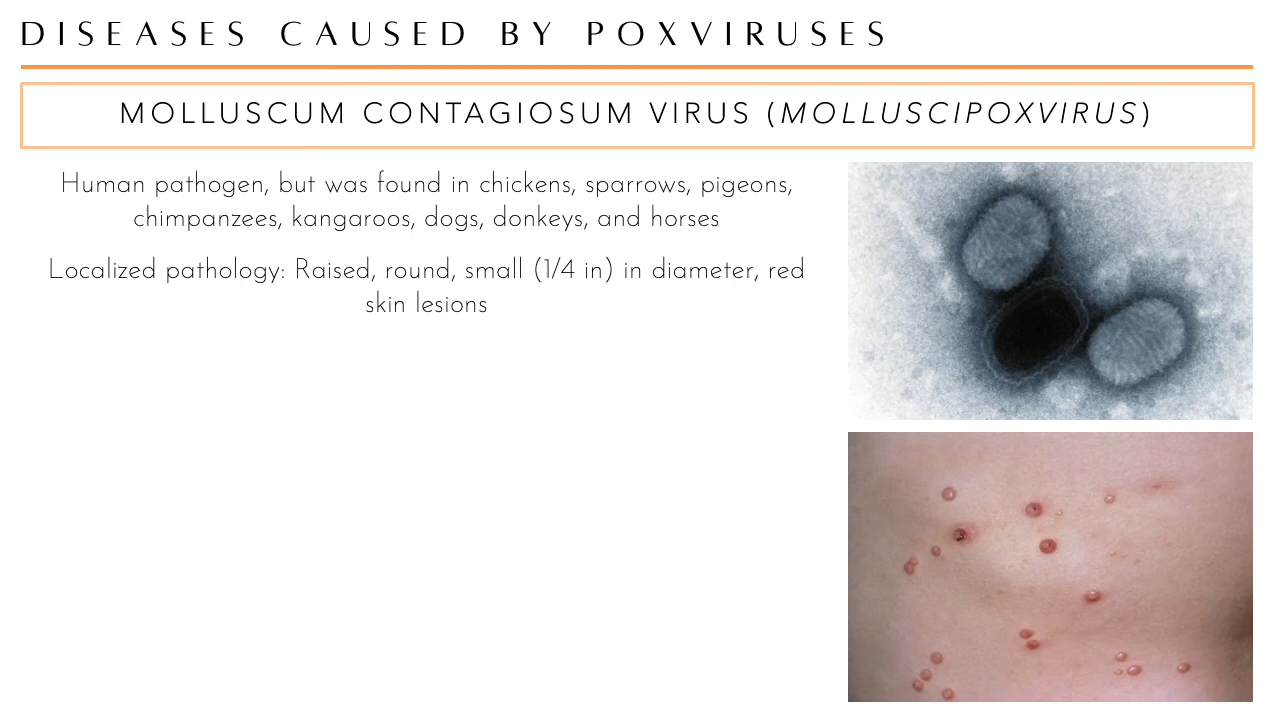 DISEASES CAUSED BY POXVIRUSES
MOLLUSCUM CONTAGIOSUM VIRUS (MOLLUSCIPOXVIRUS)
Human pathogen, but was found in chickens, sparrows, pigeons,
chimpanzees, kangaroos, dogs, donkeys, and horses
Localized pathology: Raised, round, small (1/4 in) in diameter, red
skin lesions